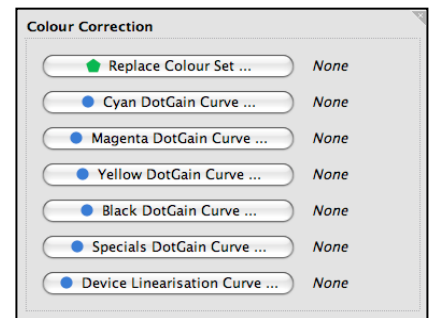 Colour Correction
Replace Colour Set ... None
Cyan DotGain Curve ... None
Magenta DotGain Curve ... None
Yellow DotGain Curve ... None
Black DotGain Curve ... None
Specials DotGain Curve ... None
Device Linearisation Curve ... None